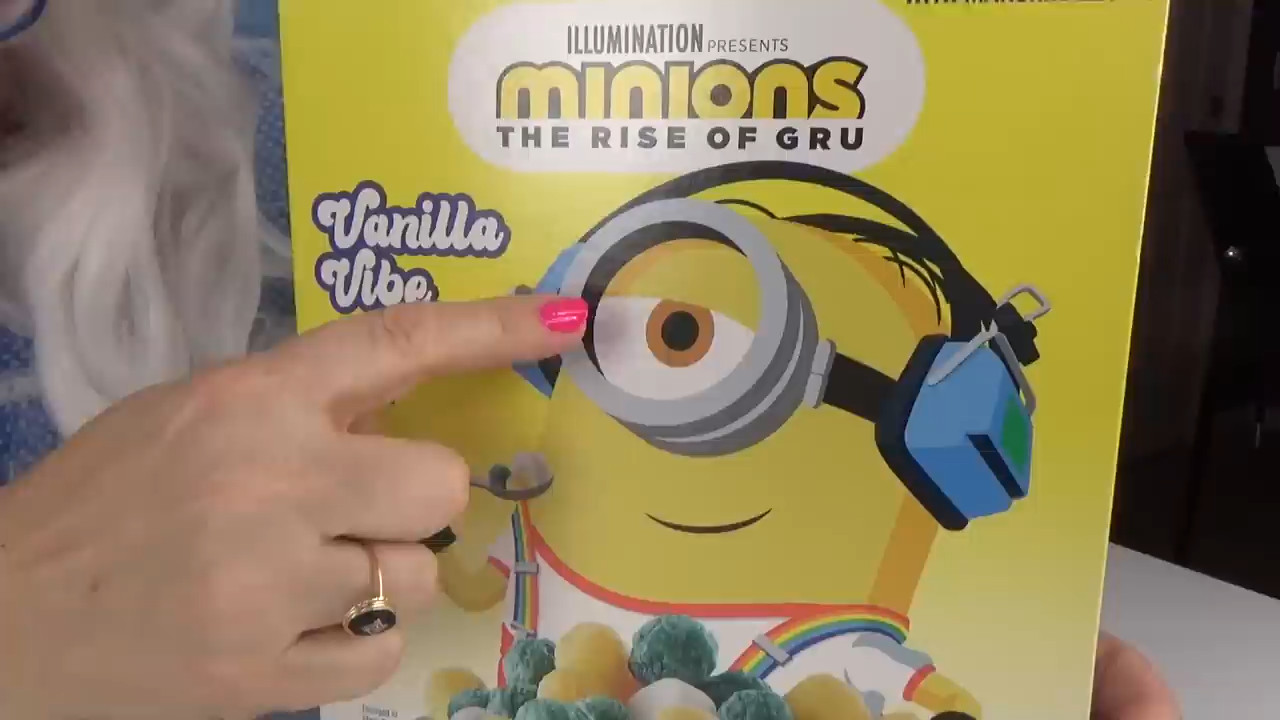 ILLUMINATION PRESENTS
minions
THE RISE OF GRU
Vanilla
Vibe